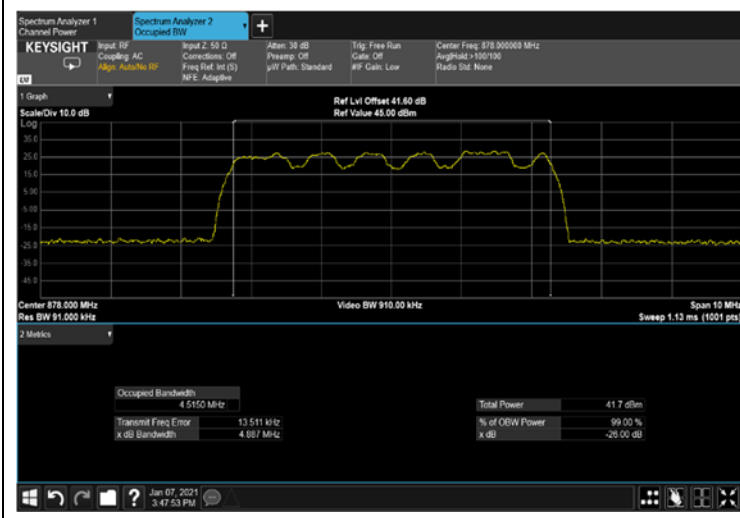 Spectrum Analyzer 1
Channel Power
Spectrum Analyzer 2
Occupied BW
+
KEYSIGHT
Input: RF
Coupling: AC
Align: Auto/No RF
Input Z: 50 Ω
Corrections: Off
Freq Ref: Int (S)
NFE: Adaptive
Atten: 30 dB
Preamp: Off
µW Path: Standard
Trig: Free Run
Gate: Off
#IF Gain: Low
Center Freq: 878.000000 MHz
Avg|Hold:>100/100
Radio Std: None
1 Graph
Scale/Div 10.0 dB
Ref Lvl Offset 41.60 dB
Ref Value 45.00 dBm
Log
35.0
25.0
15.0
5.00
-5.00
-15.0
-25.0
-35.0
-45.0
Center 878.000 MHz
Res BW 91.000 kHz
Video BW 910.00 kHz
Span 10 MHz
Sweep 1.13 ms (1001 pts)
2 Metrics
Occupied Bandwidth
4.5150 MHz
Transmit Freq Error 13.511 kHz
x dB Bandwidth 4.887 MHz
Total Power 41.7 dBm
% of OBW Power 99.00 %
x dB -26.00 dB
?
Jan 07, 2021
3:47:53 PM